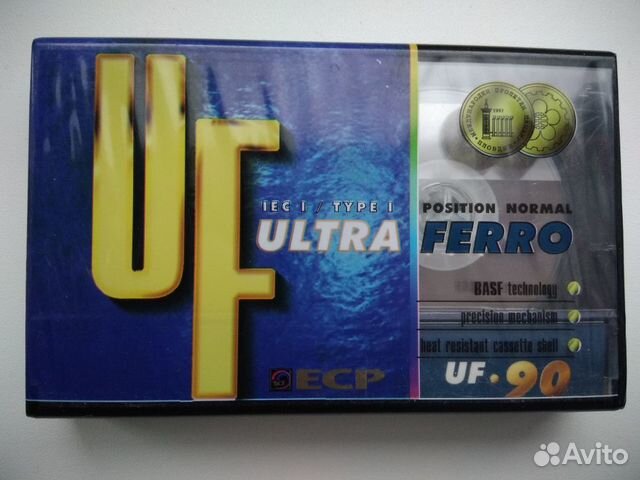 UF
IEC I / TYPE I
ULTRA
ECP
1991
POSITION NORMAL
FERRO
BASF technology
precision mechanism
heat resistant cassette shell
UF·90
Avito